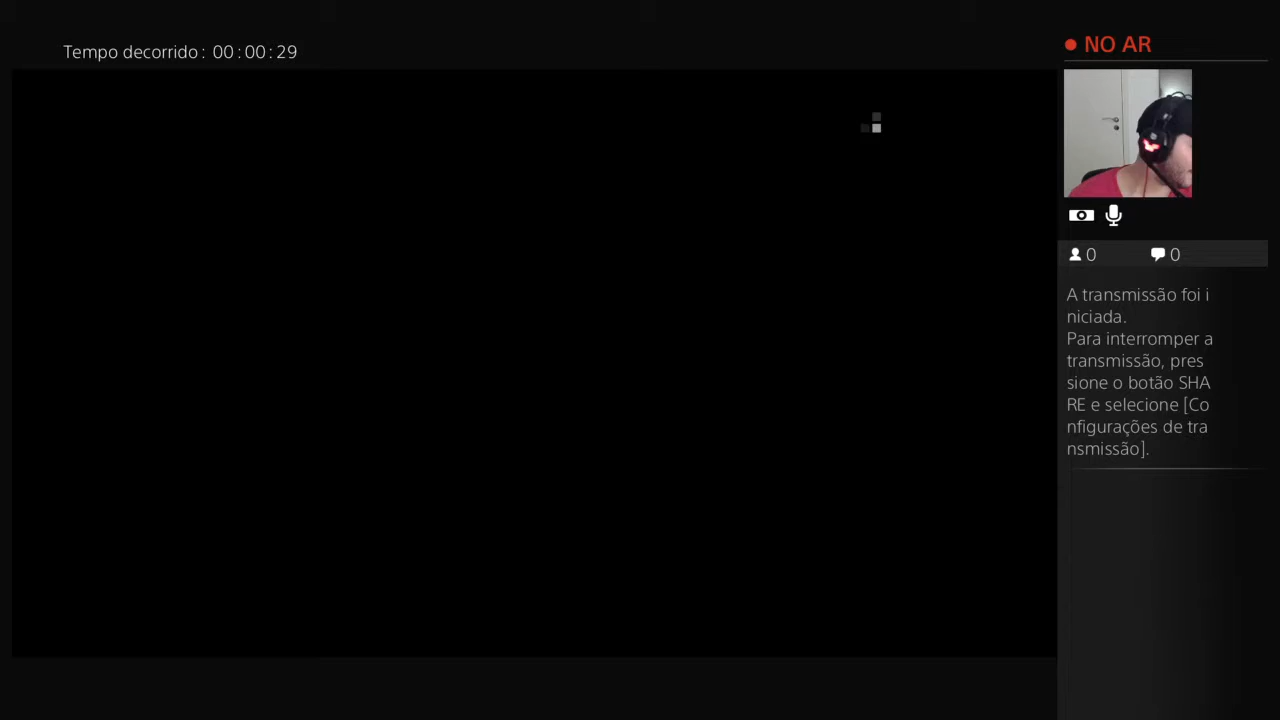 Tempo decorrido: 00:00:29
NO AR
0
0
A transmissão foi i
niciada.
Para interromper a
transmissão, pres
sione o botão SHA
RE e selecione [Co
nfigurações de tra
nsmissão].